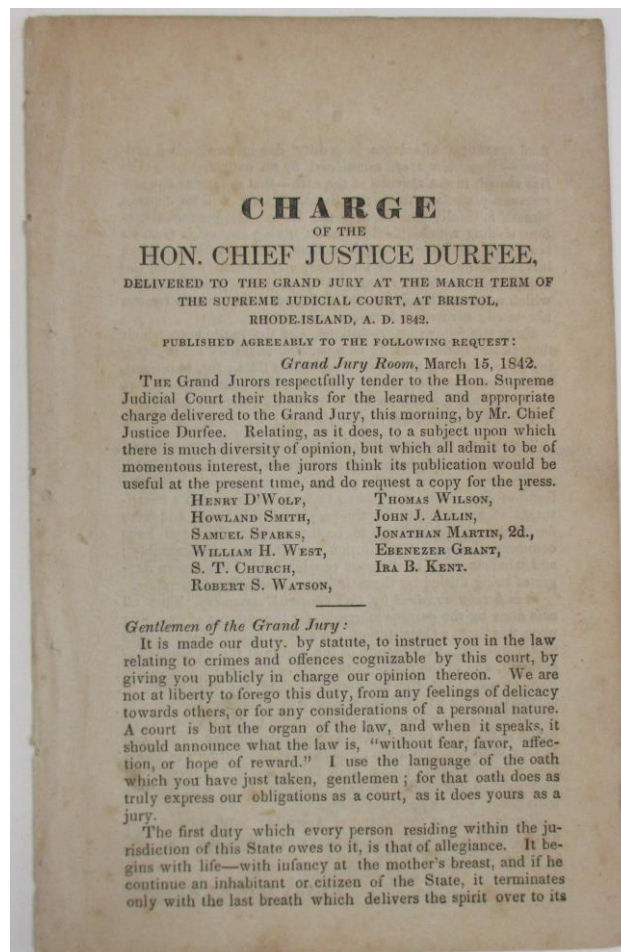 CHARGE
OF THE
HON. CHIEF JUSTICE DURFEE,
DELIVERED TO THE GRAND JURY AT THE MARCH TERM OF
THE SUPREME JUDICIAL COURT, AT BRISTOL,
RHODE-ISLAND, A. D. 1842.
PUBLISHED AGREEABLY TO THE FOLLOWING REQUEST:
Grand Jury Room, March 15, 1842.
THE Grand Jurors respectfully tender to the Hon. Supreme
Judicial Court their thanks for the learned and appropriate
charge delivered to the Grand Jury, this morning, by Mr. Chief
Justice Durfee. Relating, as it does, to a subject upon which
there is much diversity of opinion, but which all admit to be of
momentous interest, the jurors think its publication would be
useful at the present time, and do request a copy for the press.
HENRY D'WOLF, THOMAS WILSON,
HOWLAND SMITH, JOHN J. ALLIN,
SAMUEL SPARKS, JONATHAN MARTIN, 2d.,
WILLIAM H. WEST, EBENEZER GRANT,
S. T. CHURCH, IRA B. KENT.
ROBERT S. WATSON,
Gentlemen of the Grand Jury:
It is made our duty. by statute, to instruct you in the law
relating to crimes and offences cognizable by this court, by
giving you publicly in charge our opinion thereon. We are
not at liberty to forego this duty, from any feelings of delicacy
towards others, or for any considerations of a personal nature.
A court is but the organ of the law, and when it speaks, it
should announce what the law is, "without fear, favor, affec-
tion, or hope of reward." I use the language of the oath
which you have just taken, gentlemen; for that oath does as
truly express our obligations as a court, as it does yours as a
jury.
The first duty which every person residing within the ju-
risdiction of this State owes to it, is that of allegiance. It be-
gins with life—with infancy at the mother's breast, and if he
continue an inhabitant or citizen of the State, it terminates
only with the last breath which delivers the spirit over to its